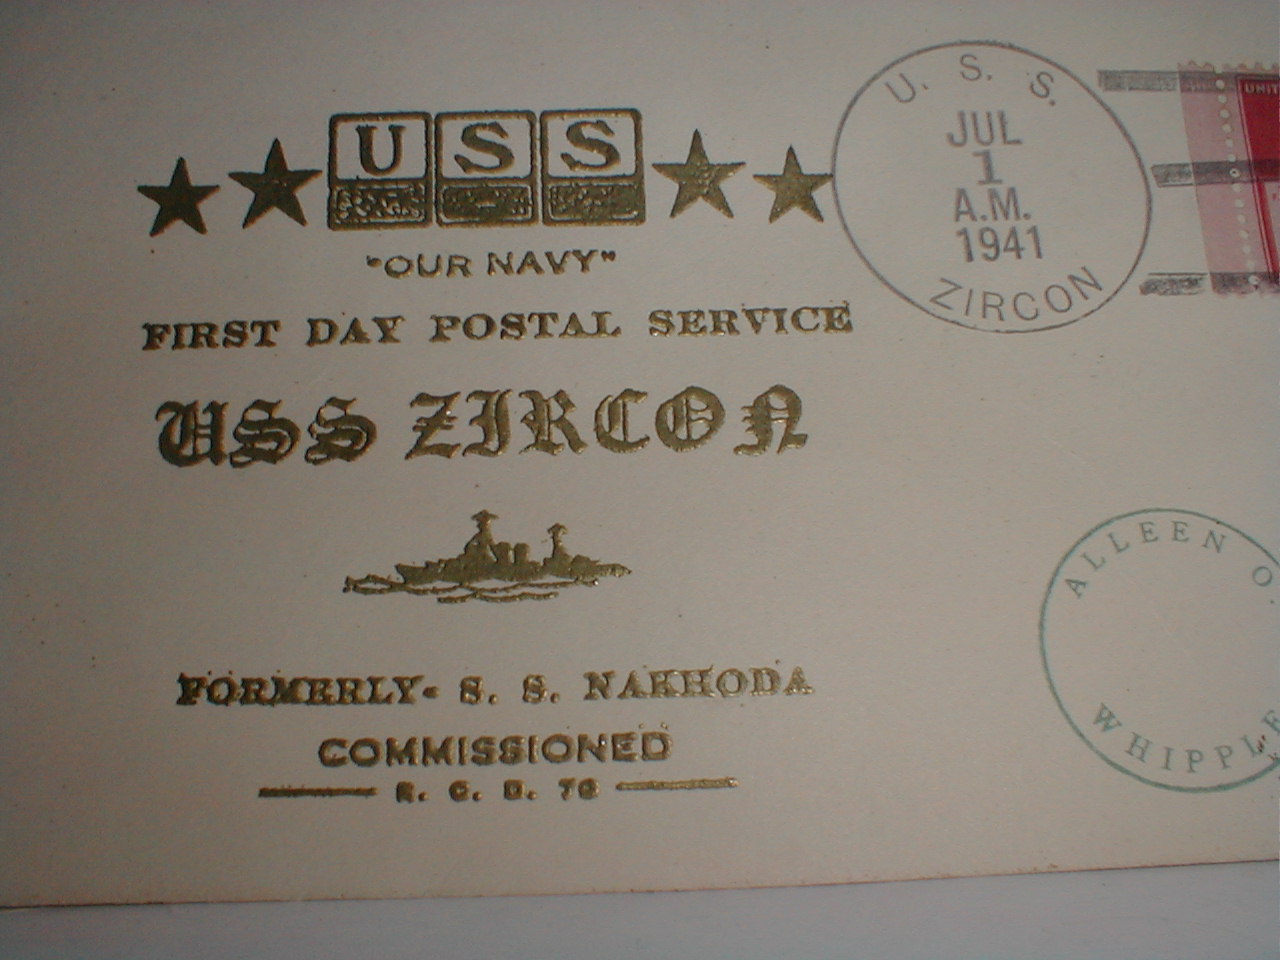 USS
"OUR NAVY"
FIRST DAY POSTAL SERVICE
USS ZIRCON
FORMERLY- S. S. NAKHODA
COMMISSIONED
U. S. S.
JUL
1
A.M.
1941
ZIRCON
ALLEEN O.
WHIPPLE